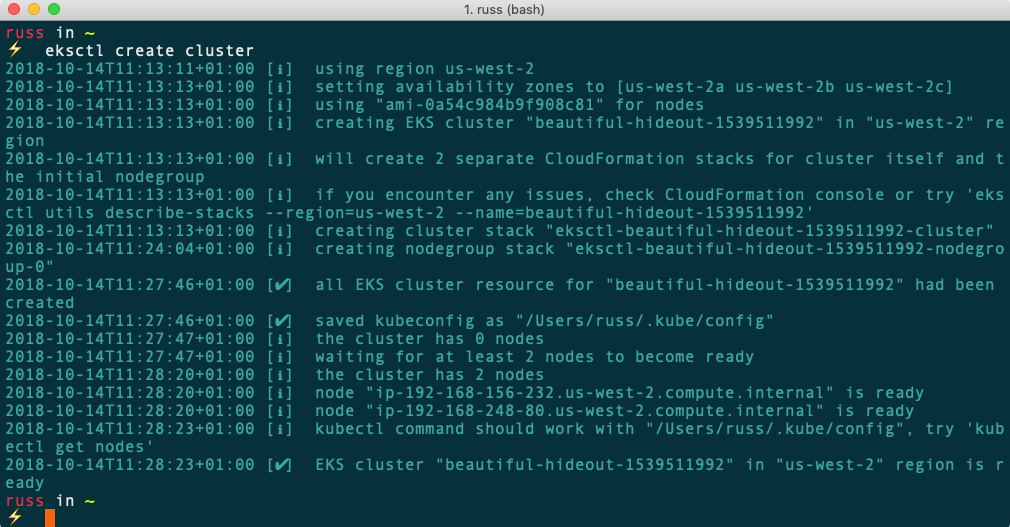 1. russ (bash)
russ in ~
⚡ eksctl create cluster
2018-10-14T11:13:11+01:00 [ℹ]  using region us-west-2
2018-10-14T11:13:13+01:00 [ℹ]  setting availability zones to [us-west-2a us-west-2b us-west-2c]
2018-10-14T11:13:13+01:00 [ℹ]  using "ami-0a54c984b9f908c81" for nodes
2018-10-14T11:13:13+01:00 [ℹ]  creating EKS cluster "beautiful-hideout-1539511992" in "us-west-2" re
gion
2018-10-14T11:13:13+01:00 [ℹ]  will create 2 separate CloudFormation stacks for cluster itself and t
he initial nodegroup
2018-10-14T11:13:13+01:00 [ℹ]  if you encounter any issues, check CloudFormation console or try 'eks
ctl utils describe-stacks --region=us-west-2 --name=beautiful-hideout-1539511992'
2018-10-14T11:13:13+01:00 [ℹ]  creating cluster stack "eksctl-beautiful-hideout-1539511992-cluster"
2018-10-14T11:24:04+01:00 [ℹ]  creating nodegroup stack "eksctl-beautiful-hideout-1539511992-nodegro
up-0"
2018-10-14T11:27:46+01:00 [✔]  all EKS cluster resource for "beautiful-hideout-1539511992" had been
created
2018-10-14T11:27:46+01:00 [✔]  saved kubeconfig as "/Users/russ/.kube/config"
2018-10-14T11:27:47+01:00 [ℹ]  the cluster has 0 nodes
2018-10-14T11:27:47+01:00 [ℹ]  waiting for at least 2 nodes to become ready
2018-10-14T11:28:20+01:00 [ℹ]  the cluster has 2 nodes
2018-10-14T11:28:20+01:00 [ℹ]  node "ip-192-168-156-232.us-west-2.compute.internal" is ready
2018-10-14T11:28:20+01:00 [ℹ]  node "ip-192-168-248-80.us-west-2.compute.internal" is ready
2018-10-14T11:28:23+01:00 [ℹ]  kubectl command should work with "/Users/russ/.kube/config", try 'kub
ectl get nodes'
2018-10-14T11:28:23+01:00 [✔]  EKS cluster "beautiful-hideout-1539511992" in "us-west-2" region is r
eady
russ in ~
⚡